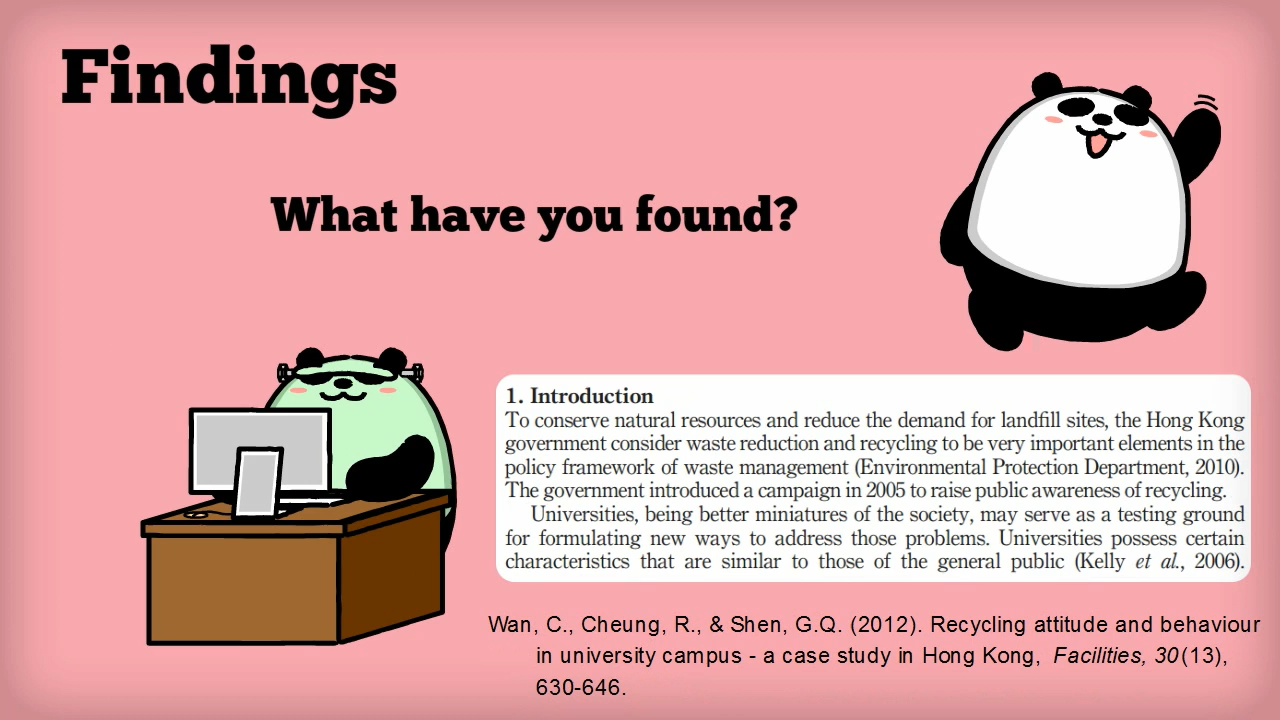 Findings
What have you found?
1. Introduction
To conserve natural resources and reduce the demand for landfill sites, the Hong Kong
government consider waste reduction and recycling to be very important elements in the
policy framework of waste management (Environmental Protection Department, 2010).
The government introduced a campaign in 2005 to raise public awareness of recycling.
Universities, being better miniatures of the society, may serve as a testing ground
for formulating new ways to address those problems. Universities possess certain
characteristics that are similar to those of the general public (Kelly et al., 2006).
Wan, C., Cheung, R., & Shen, G.Q. (2012). Recycling attitude and behaviour
in university campus - a case study in Hong Kong, Facilities, 30(13),
630-646.